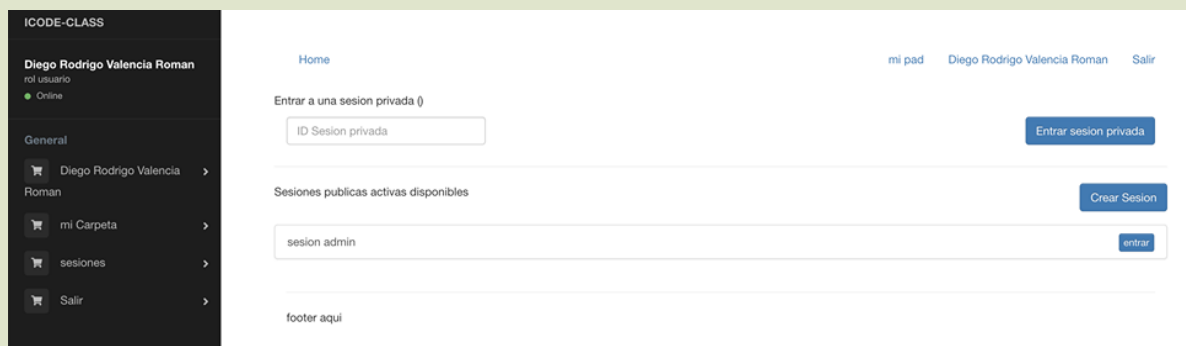 ICODE-CLASS
Diego Rodrigo Valencia Roman
rol usuario
Online
General
Diego Rodrigo Valencia
Roman
mi Carpeta
sesiones
Salir
Home
mi pad Diego Rodrigo Valencia Roman Salir
Entrar a una sesion privada ()
ID Sesion privada
Entrar sesion privada
Sesiones publicas activas disponibles
Crear Sesion
sesion admin
entrar
footer aqui